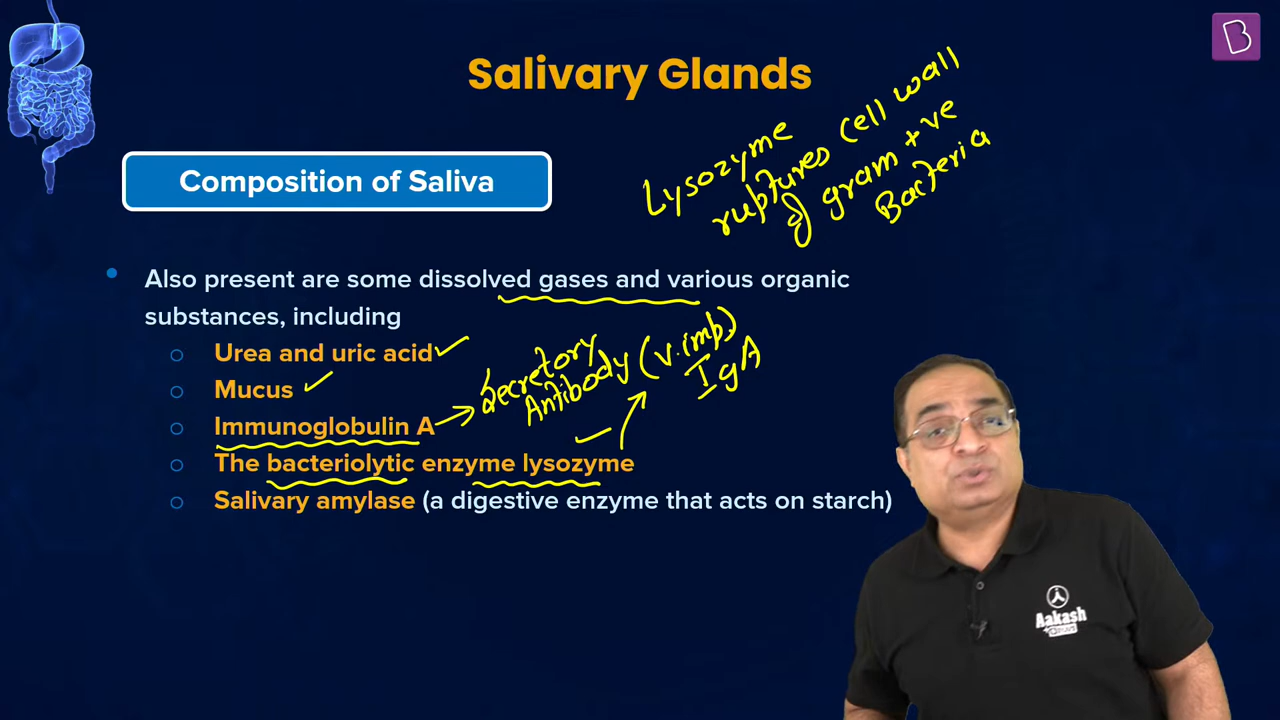 Salivary Glands
Composition of Saliva
Lysozyme
ruptures cell wall
of gram +ve
Bacteria
Also present are some dissolved gases and various organic
substances, including
Urea and uric acid
Mucus
Immunoglobulin A
Secretory
Antibody (v.imp)
IgA
The bacteriolytic enzyme lysozyme
Salivary amylase (a digestive enzyme that acts on starch)
B
Aakash